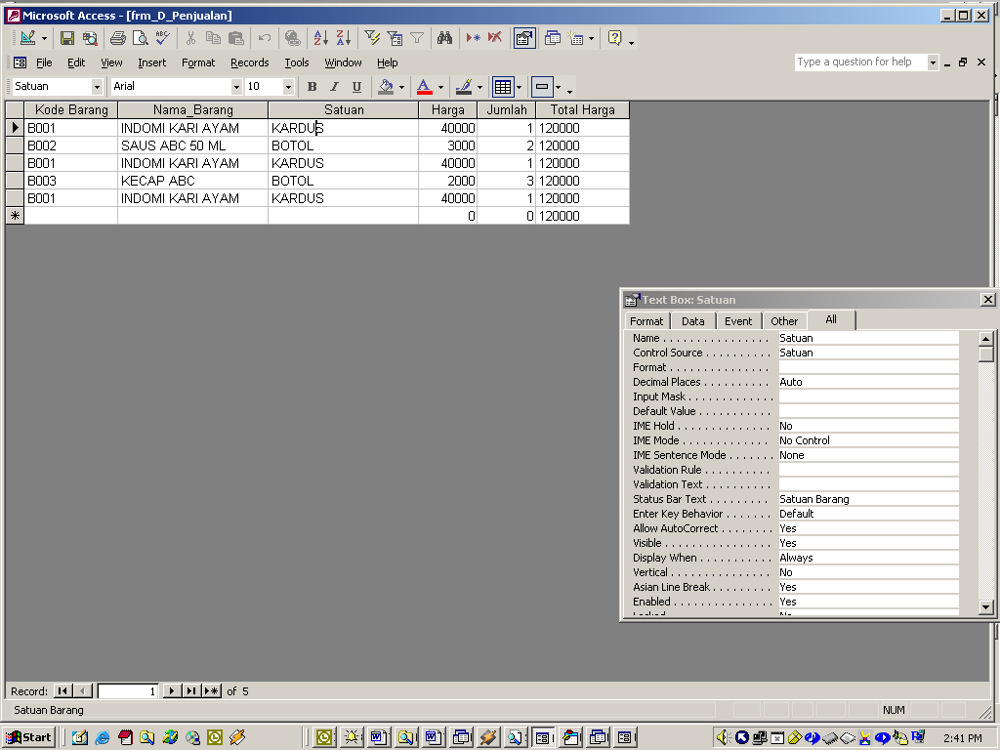 Microsoft Access - [frm_D_Penjualan]
File Edit View Insert Format Records Tools Window Help Type a question for help
Satuan Arial 10 B I U
Kode Barang Nama_Barang Satuan Harga Jumlah Total Harga
B001 INDOMI KARI AYAM KARDUS 40000 1 120000
B002 SAUS ABC 50 ML BOTOL 3000 2 120000
B001 INDOMI KARI AYAM KARDUS 40000 1 120000
B003 KECAP ABC BOTOL 2000 3 120000
B001 INDOMI KARI AYAM KARDUS 40000 1 120000
* 0 0 120000
Text Box: Satuan
Format Data Event Other All
Name . . . . . . . . . . . . . . . . Satuan
Control Source . . . . . . . . . . Satuan
Format . . . . . . . . . . . . . . .
Decimal Places . . . . . . . . . . Auto
Input Mask . . . . . . . . . . . . .
Default Value . . . . . . . . . . .
IME Hold . . . . . . . . . . . . . . No
IME Mode . . . . . . . . . . . . . No Control
IME Sentence Mode . . . . . . . None
Validation Rule . . . . . . . . . .
Validation Text . . . . . . . . . .
Status Bar Text . . . . . . . . . Satuan Barang
Enter Key Behavior . . . . . . . Default
Allow AutoCorrect . . . . . . . . Yes
Visible . . . . . . . . . . . . . . . . Yes
Display When . . . . . . . . . . . Always
Vertical . . . . . . . . . . . . . . . No
Asian Line Break . . . . . . . . . Yes
Enabled . . . . . . . . . . . . . . . Yes
Record: 1 of 5
Satuan Barang NUM
Start 2:41 PM